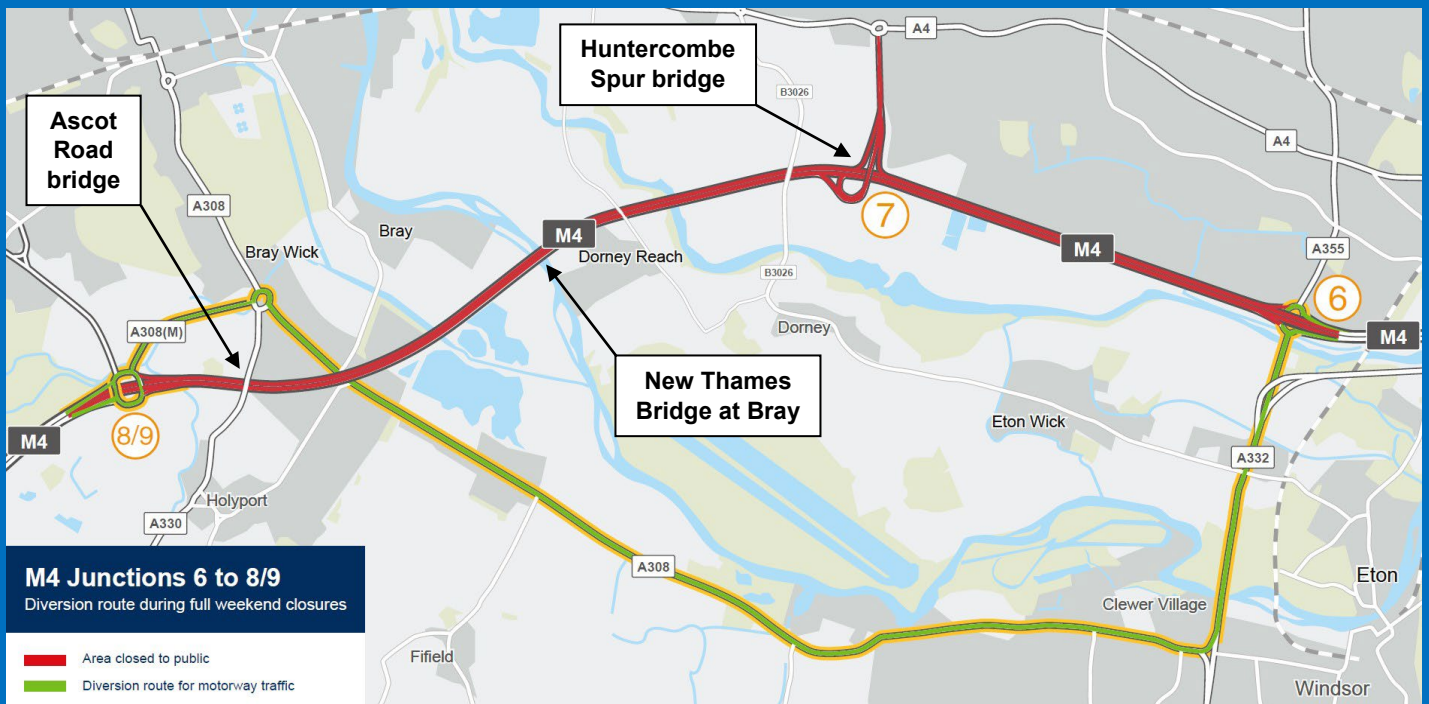 Huntercombe
Spur bridge
A4
B3026
Ascot
Road
bridge
A4
A308
7
Bray
M4
Bray Wick
Dorney Reach
M4
A355
B3026
6
A308(M)
Dorney
M4
New Thames
Bridge at Bray
8/9
M4
Eton Wick
A332
Holyport
A330
A308
M4 Junctions 6 to 8/9
Diversion route during full weekend closures
Eton
Clewer Village
Area closed to public
Fifield
Diversion route for motorway traffic
Windsor